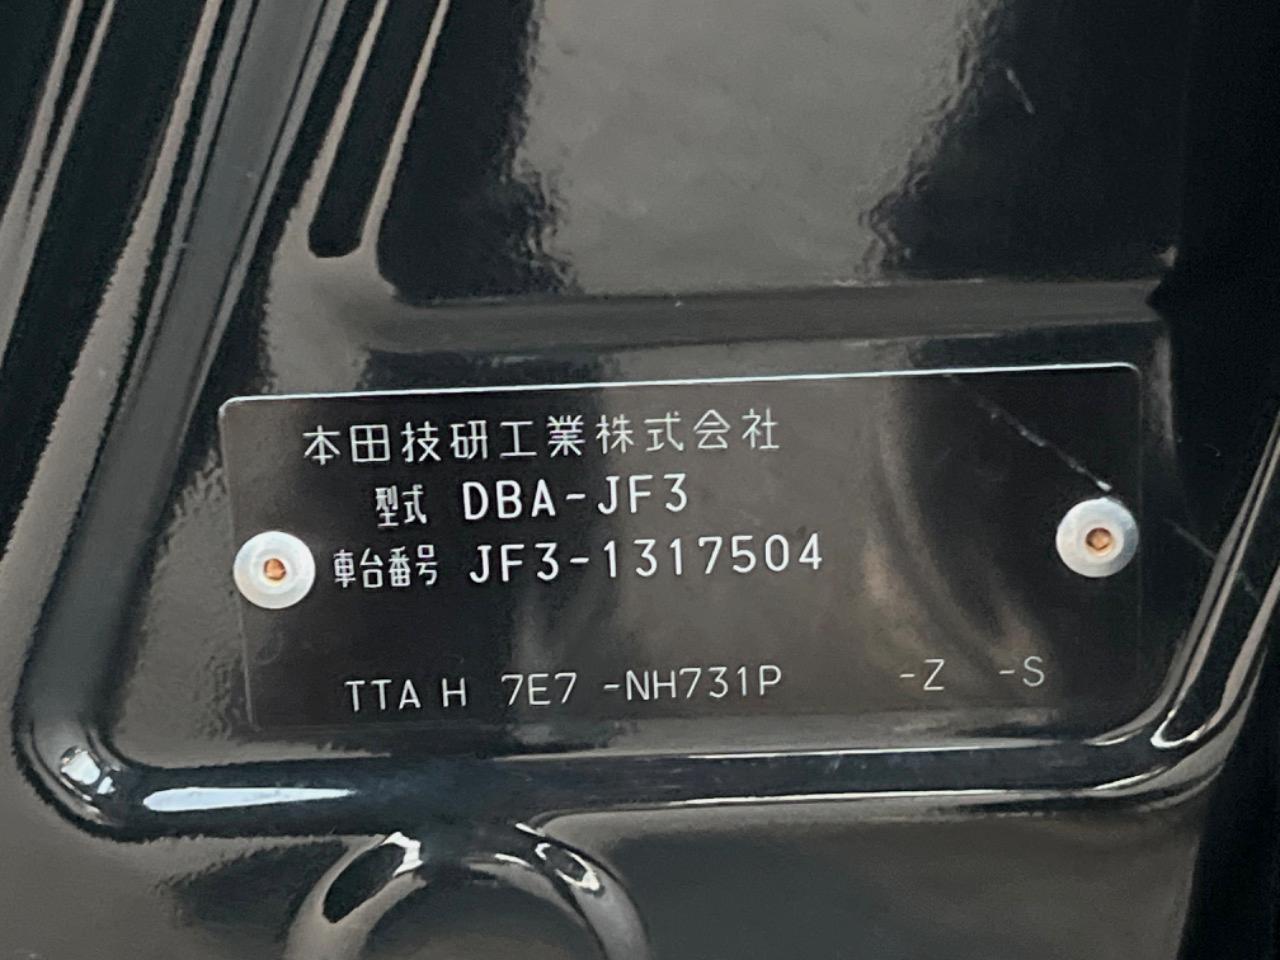 本田技研工業株式会社
型式 DBA-JF3
車台番号 JF3-1317504
TTA H 7E7 -NH731P -Z -S